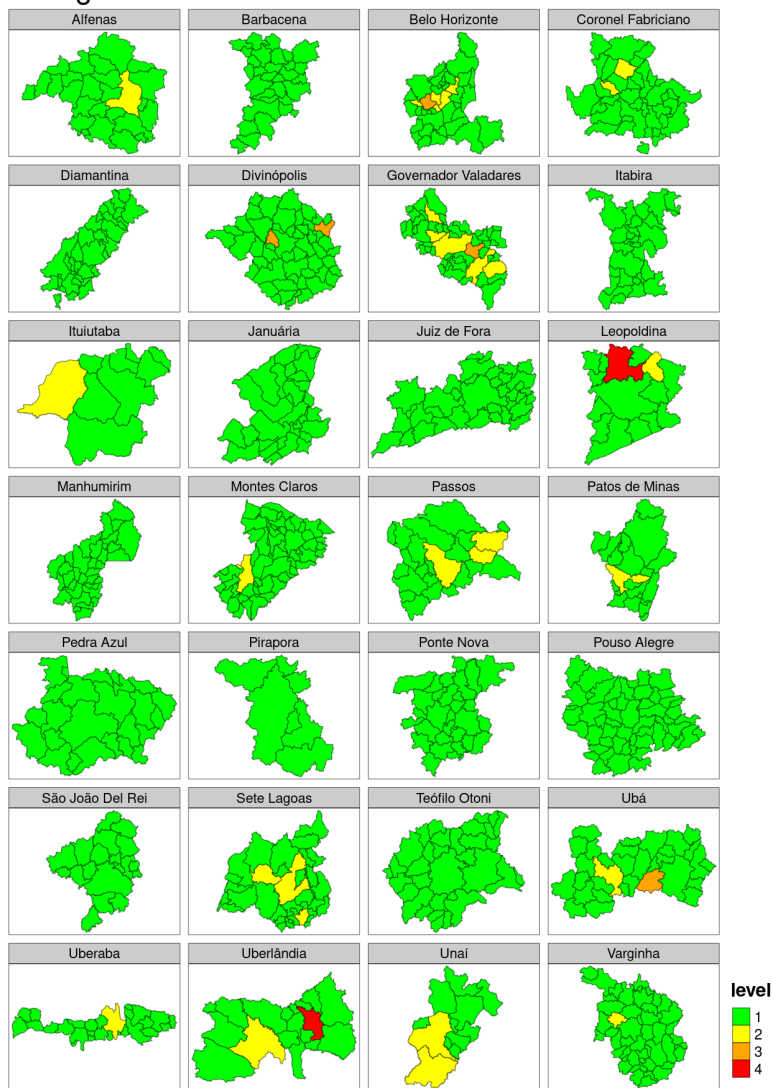 Alfenas Barbacena Belo Horizonte Coronel Fabriciano
Diamantina Divinópolis Governador Valadares Itabira
Ituiutaba Januária Juiz de Fora Leopoldina
Manhumirim Montes Claros Passos Patos de Minas
Pedra Azul Pirapora Ponte Nova Pouso Alegre
São João Del Rei Sete Lagoas Teófilo Otoni Ubá
Uberaba Uberlândia Unaí Varginha
level
1
2
3
4